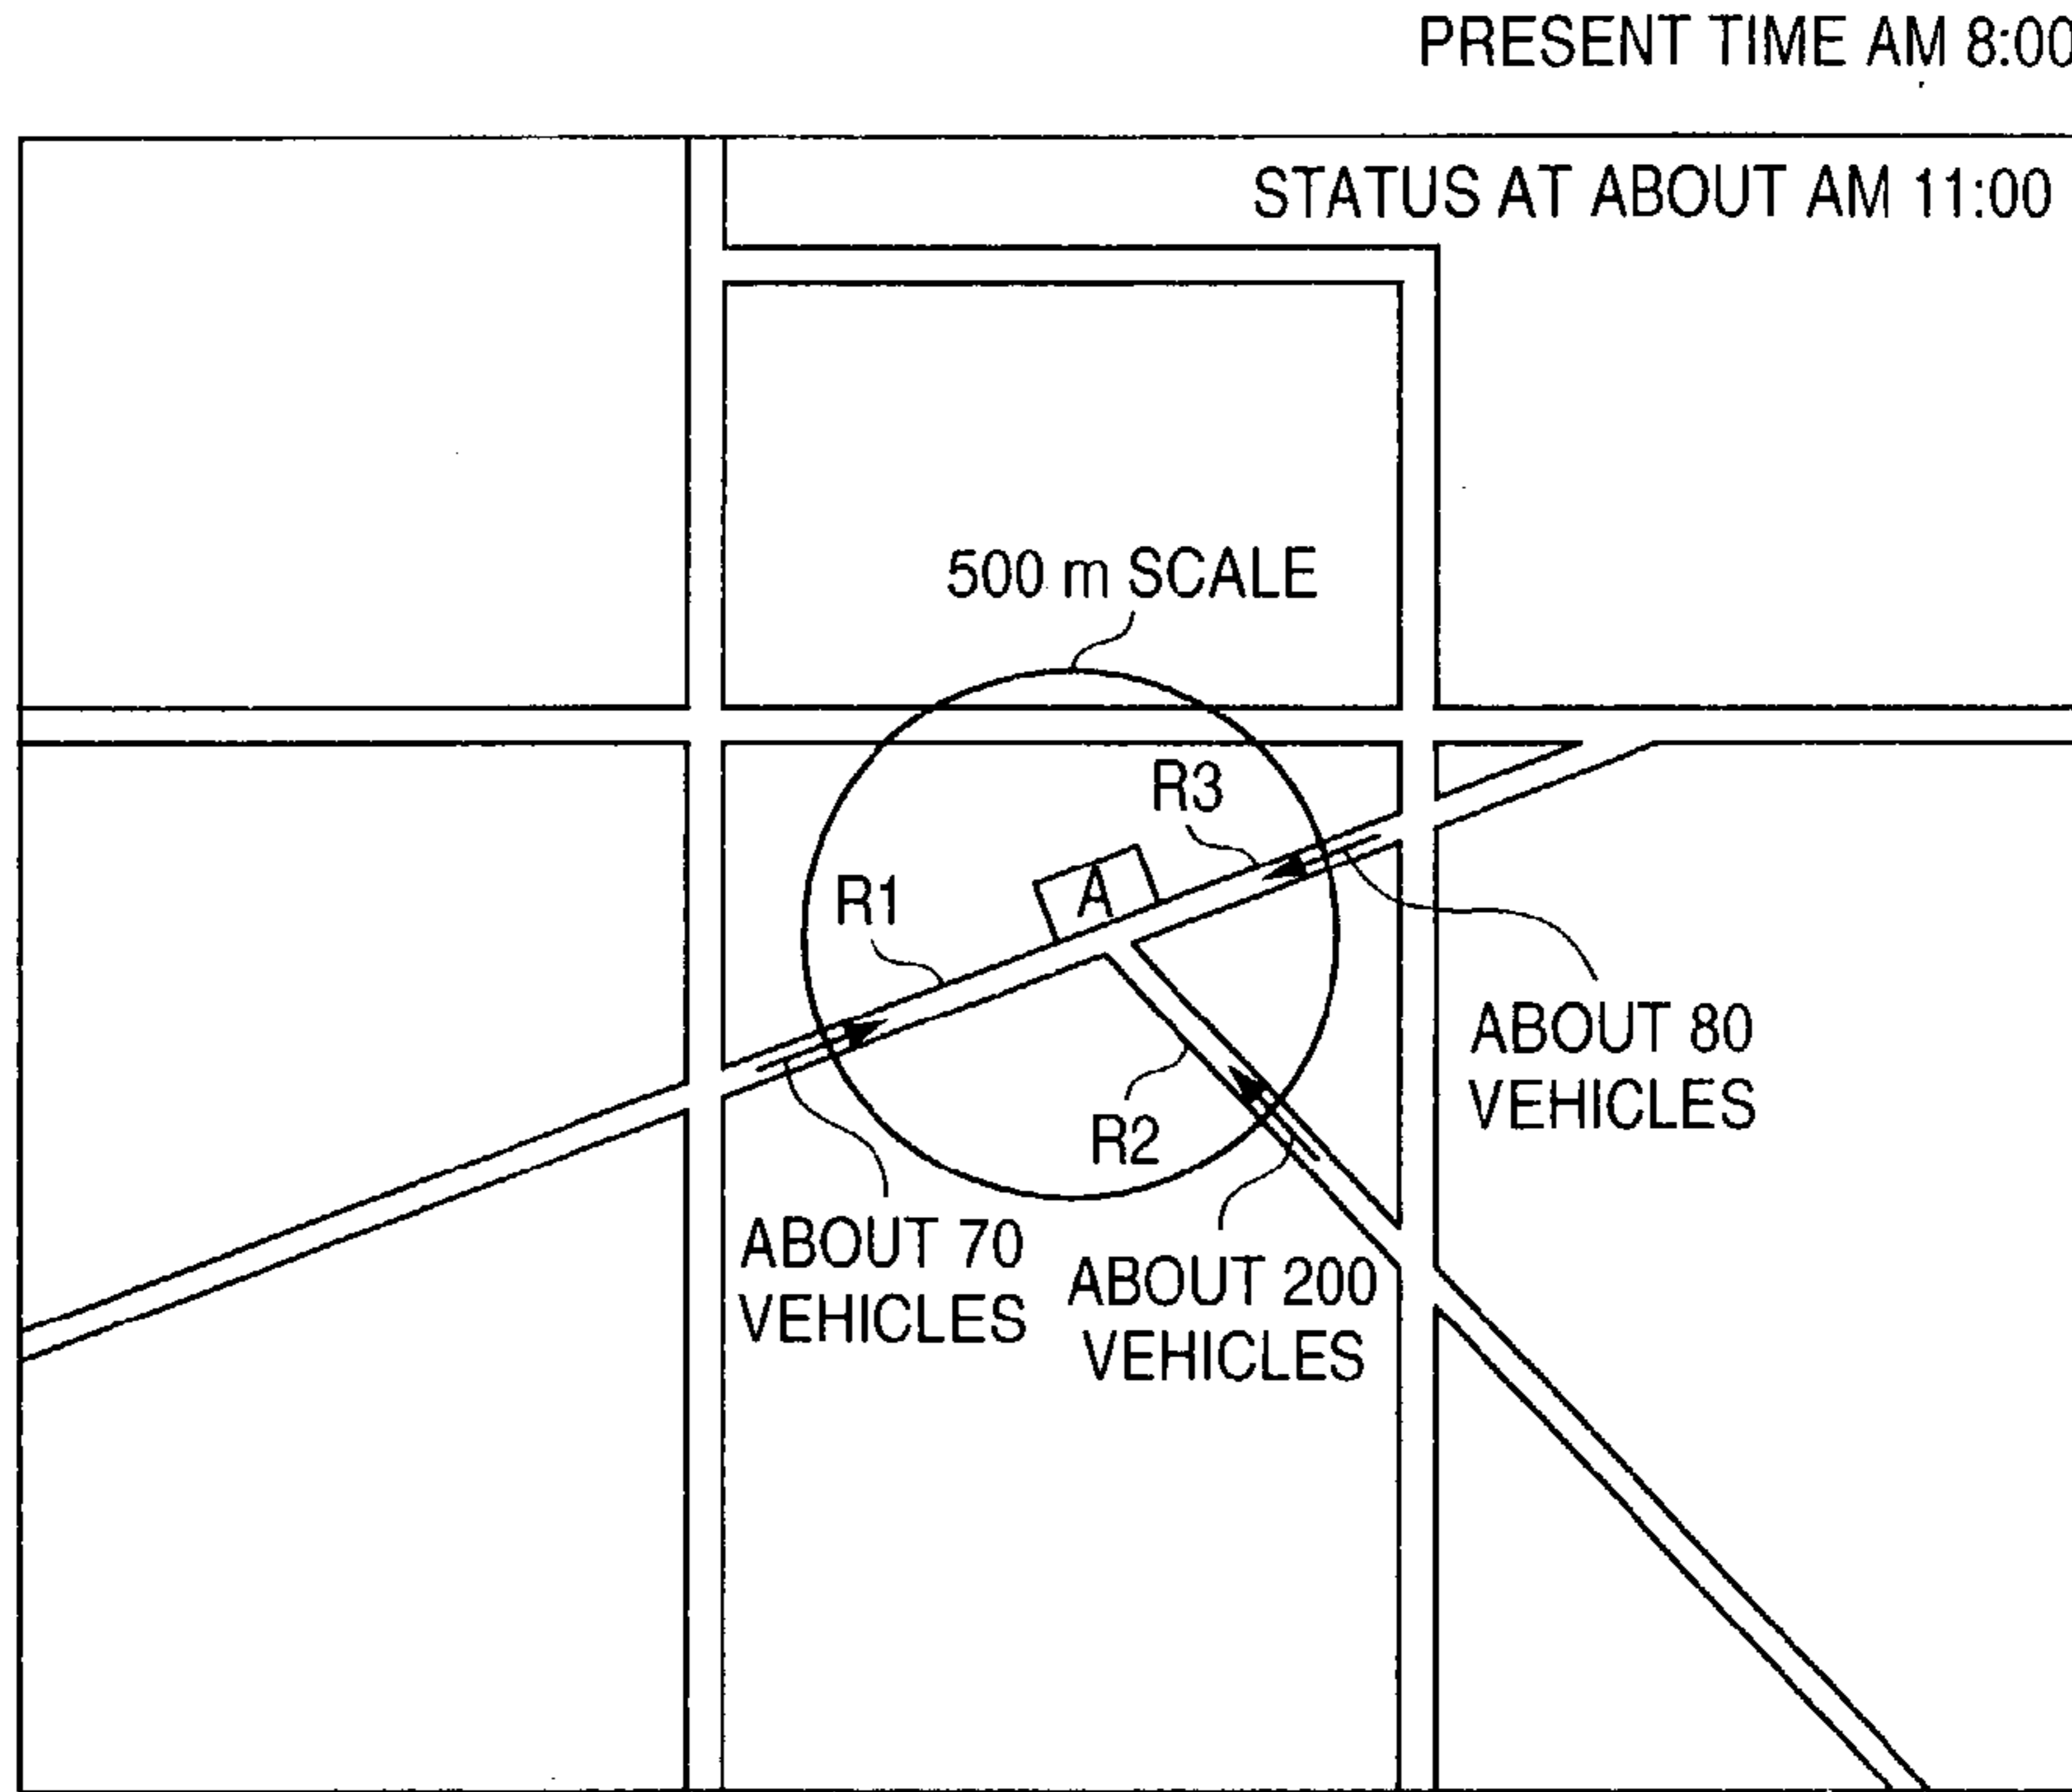 PRESENT TIME AM 8:00
STATUS AT ABOUT AM 11:00
500 m SCALE
R3
A
R1
ABOUT 80
VEHICLES
R2
ABOUT 70
VEHICLES
ABOUT 200
VEHICLES